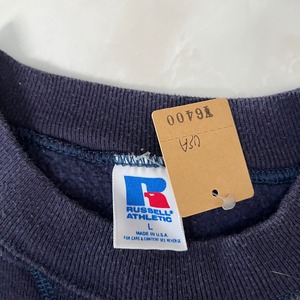 ¥6400
USA
RUSSELL
ATHLETIC
L
MADE IN U.S.A.
FOR CARE & CONTENT SEE REVERSE